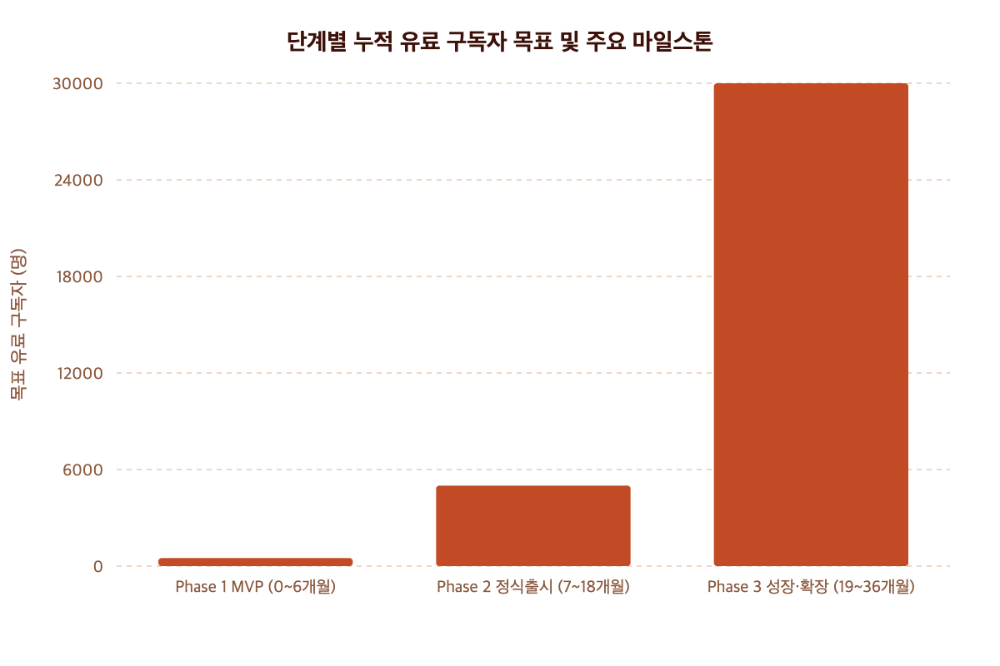 단계별 누적 유료 구독자 목표 및 주요 마일스톤
30000
24000
18000
12000
6000
0
목표 유료 구독자 (명)
Phase 1 MVP (0~6개월)
Phase 2 정식출시 (7~18개월)
Phase 3 성장·확장 (19~36개월)